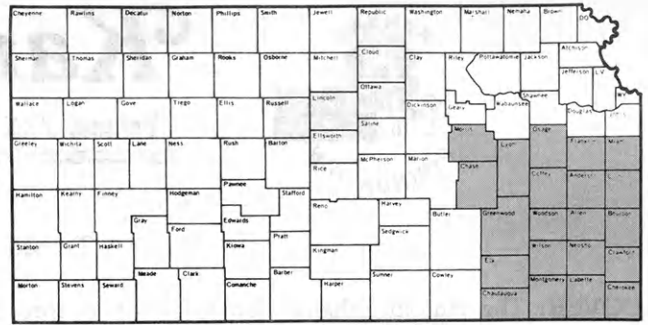 Cheyenne Rawlins Decatur Norton Phillips Smith Jewell Republic Washington Marshall Nemaha Brown DO
Atchison
Sherman Thomas Sheridan Graham Rooks Osborne Mitchell Cloud Clay Riley Pottawatomie Jackson
Jefferson LV
Ottawa
Shawnee WY
Wallace Logan Gove Trego Ellis Russell Lincoln Dickinson Geary Wabaunsee Douglas
Saline
Morris Osage
Greeley Wichita Scott Lane Ness Rush Barton Ellsworth Lyon Franklin Miami
McPherson Marion Chase
Rice Coffey Anderson L
Pawnee
Hamilton Kearny Finney Hodgeman Stafford
Reno Harvey
Gray Edwards Butler Greenwood Woodson Allen Bourbon
Ford Sedgwick
Pratt
Stanton Grant Haskell Kiowa Kingman Wilson Neosho Crawford
Elk
Meade Clark Barber Sumner Cowley Montgomery Labette
Morton Stevens Seward Comanche Harper Chautauqua Cherokee